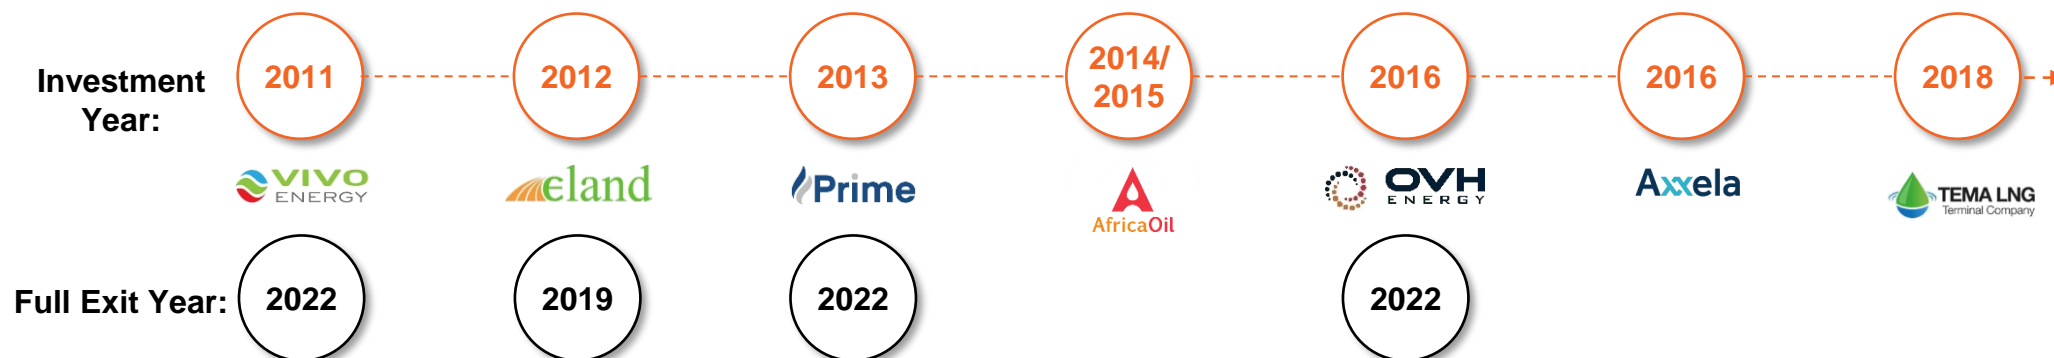 Investment
Year:
2011
2012
2013
2014/
2015
2016
2016
2018
VIVO
ENERGY
eland
Prime
AfricaOil
OVH
ENERGY
Axxela
TEMA LNG
Terminal Company
Full Exit Year:
2022
2019
2022
2022